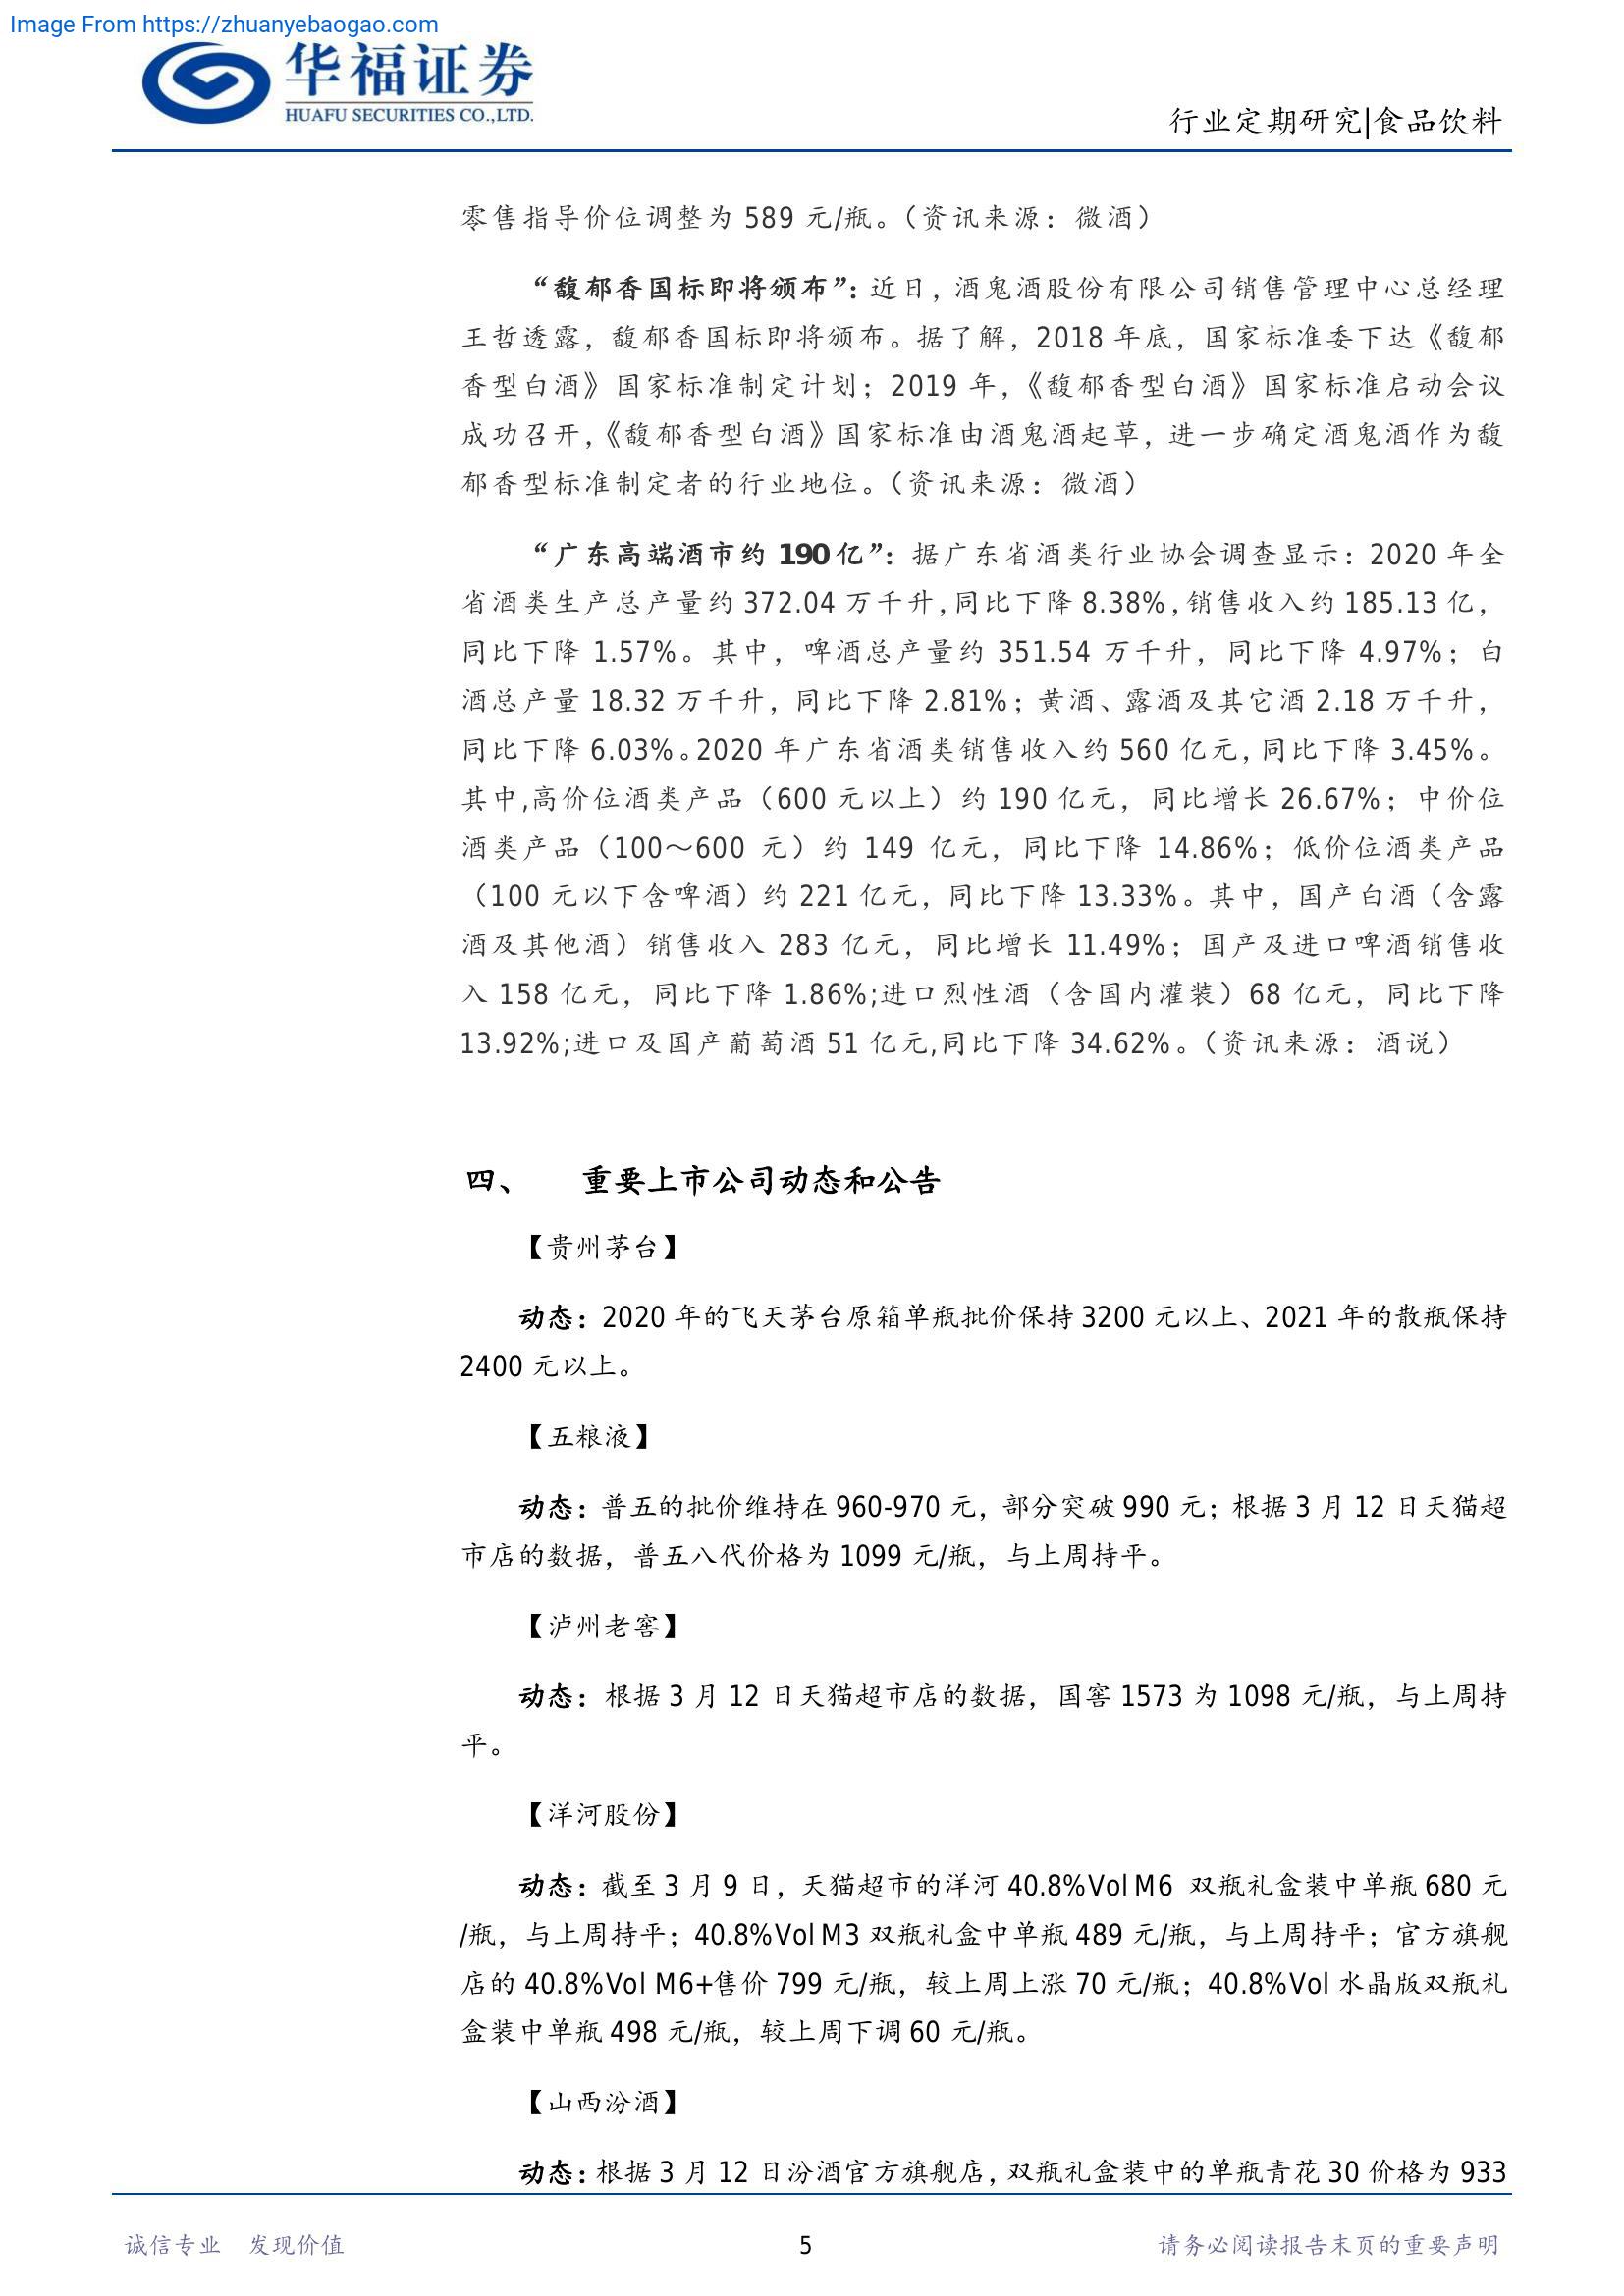 Image From https://zhuanyebaogao.com
华福证券
HUAFU SECURITIES CO.,LTD.
行业定期研究|食品饮料
零售指导价位调整为 589 元/瓶。（资讯来源：微酒）
“馥郁香国标即将颁布”：近日，酒鬼酒股份有限公司销售管理中心总经理
王哲透露，馥郁香国标即将颁布。据了解，2018 年底，国家标准委下达《馥郁
香型白酒》国家标准制定计划；2019 年，《馥郁香型白酒》国家标准启动会议
成功召开，《馥郁香型白酒》国家标准由酒鬼酒起草，进一步确定酒鬼酒作为馥
郁香型标准制定者的行业地位。（资讯来源：微酒）
“广东高端酒市约 190 亿”：据广东省酒类行业协会调查显示：2020 年全
省酒类生产总产量约 372.04 万千升,同比下降 8.38%,销售收入约 185.13 亿，
同比下降 1.57%。其中，啤酒总产量约 351.54 万千升，同比下降 4.97%；白
酒总产量 18.32 万千升，同比下降 2.81%；黄酒、露酒及其它酒 2.18 万千升，
同比下降 6.03%。2020 年广东省酒类销售收入约 560 亿元，同比下降 3.45%。
其中,高价位酒类产品（600 元以上）约 190 亿元，同比增长 26.67%；中价位
酒类产品（100～600 元）约 149 亿元，同比下降 14.86%；低价位酒类产品
（100 元以下含啤酒）约 221 亿元，同比下降 13.33%。其中，国产白酒（含露
酒及其他酒）销售收入 283 亿元，同比增长 11.49%；国产及进口啤酒销售收
入 158 亿元，同比下降 1.86%;进口烈性酒（含国内灌装）68 亿元，同比下降
13.92%;进口及国产葡萄酒 51 亿元,同比下降 34.62%。（资讯来源：酒说）
四、 重要上市公司动态和公告
【贵州茅台】
动态：2020 年的飞天茅台原箱单瓶批价保持 3200 元以上、2021 年的散瓶保持
2400 元以上。
【五粮液】
动态：普五的批价维持在 960-970 元，部分突破 990 元；根据 3 月 12 日天猫超
市店的数据，普五八代价格为 1099 元/瓶，与上周持平。
【泸州老窖】
动态：根据 3 月 12 日天猫超市店的数据，国窖 1573 为 1098 元/瓶，与上周持
平。
【洋河股份】
动态：截至 3 月 9 日，天猫超市的洋河 40.8%Vol M6 双瓶礼盒装中单瓶 680 元
/瓶，与上周持平；40.8%Vol M3 双瓶礼盒中单瓶 489 元/瓶，与上周持平；官方旗舰
店的 40.8%Vol M6+售价 799 元/瓶，较上周上涨 70 元/瓶；40.8%Vol 水晶版双瓶礼
盒装中单瓶 498 元/瓶，较上周下调 60 元/瓶。
【山西汾酒】
动态：根据 3 月 12 日汾酒官方旗舰店，双瓶礼盒装中的单瓶青花 30 价格为 933
诚信专业 发现价值
5
请务必阅读报告末页的重要声明